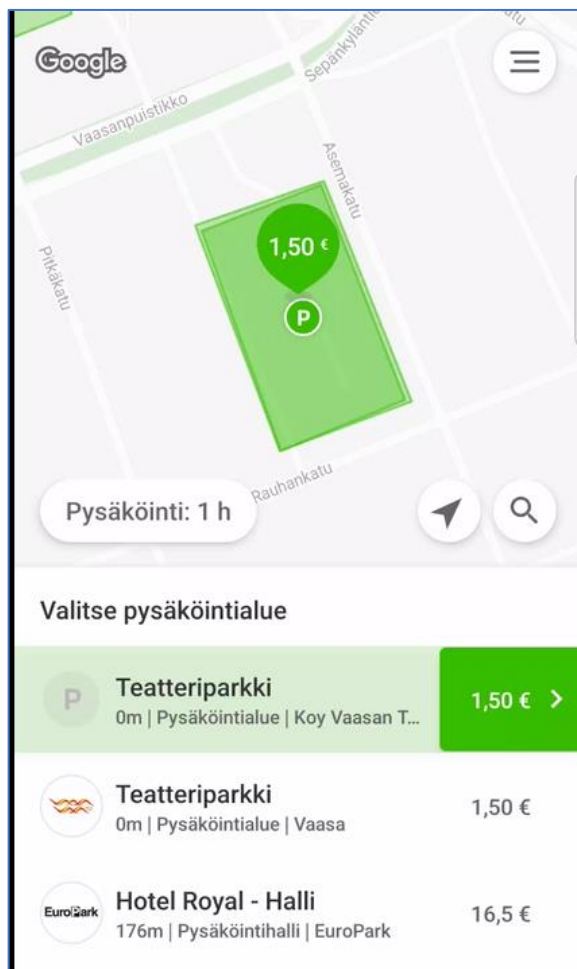 Google
katu
Sepänkyläntie
Vaasanpuistikko
Asemakatu
1,50 €
P
Pitkäkatu
Rauhankatu
Pysäköinti: 1 h
Valitse pysäköintialue
P
Teatteriparkki
0m | Pysäköintialue | Koy Vaasan T...
1,50 €
Teatteriparkki
0m | Pysäköintialue | Vaasa
1,50 €
EuroPark
Hotel Royal - Halli
176m | Pysäköintihalli | EuroPark
16,5 €